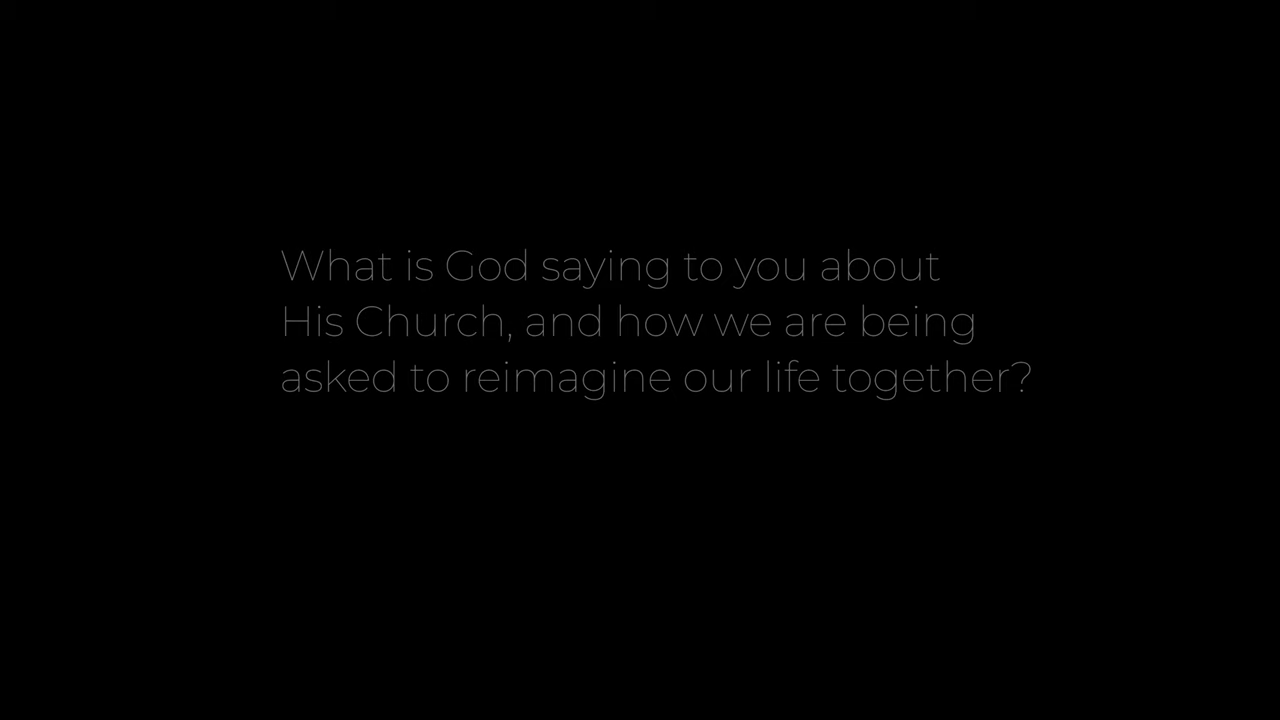 What is God saying to you about
His Church, and how we are being
asked to reimagine our life together?